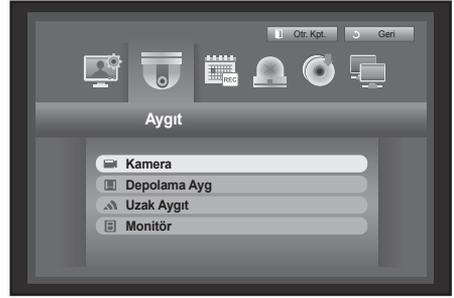 Otr. Kpt. Geri
REC
Aygıt
Kamera
Depolama Ayg
Uzak Aygıt
Monitör